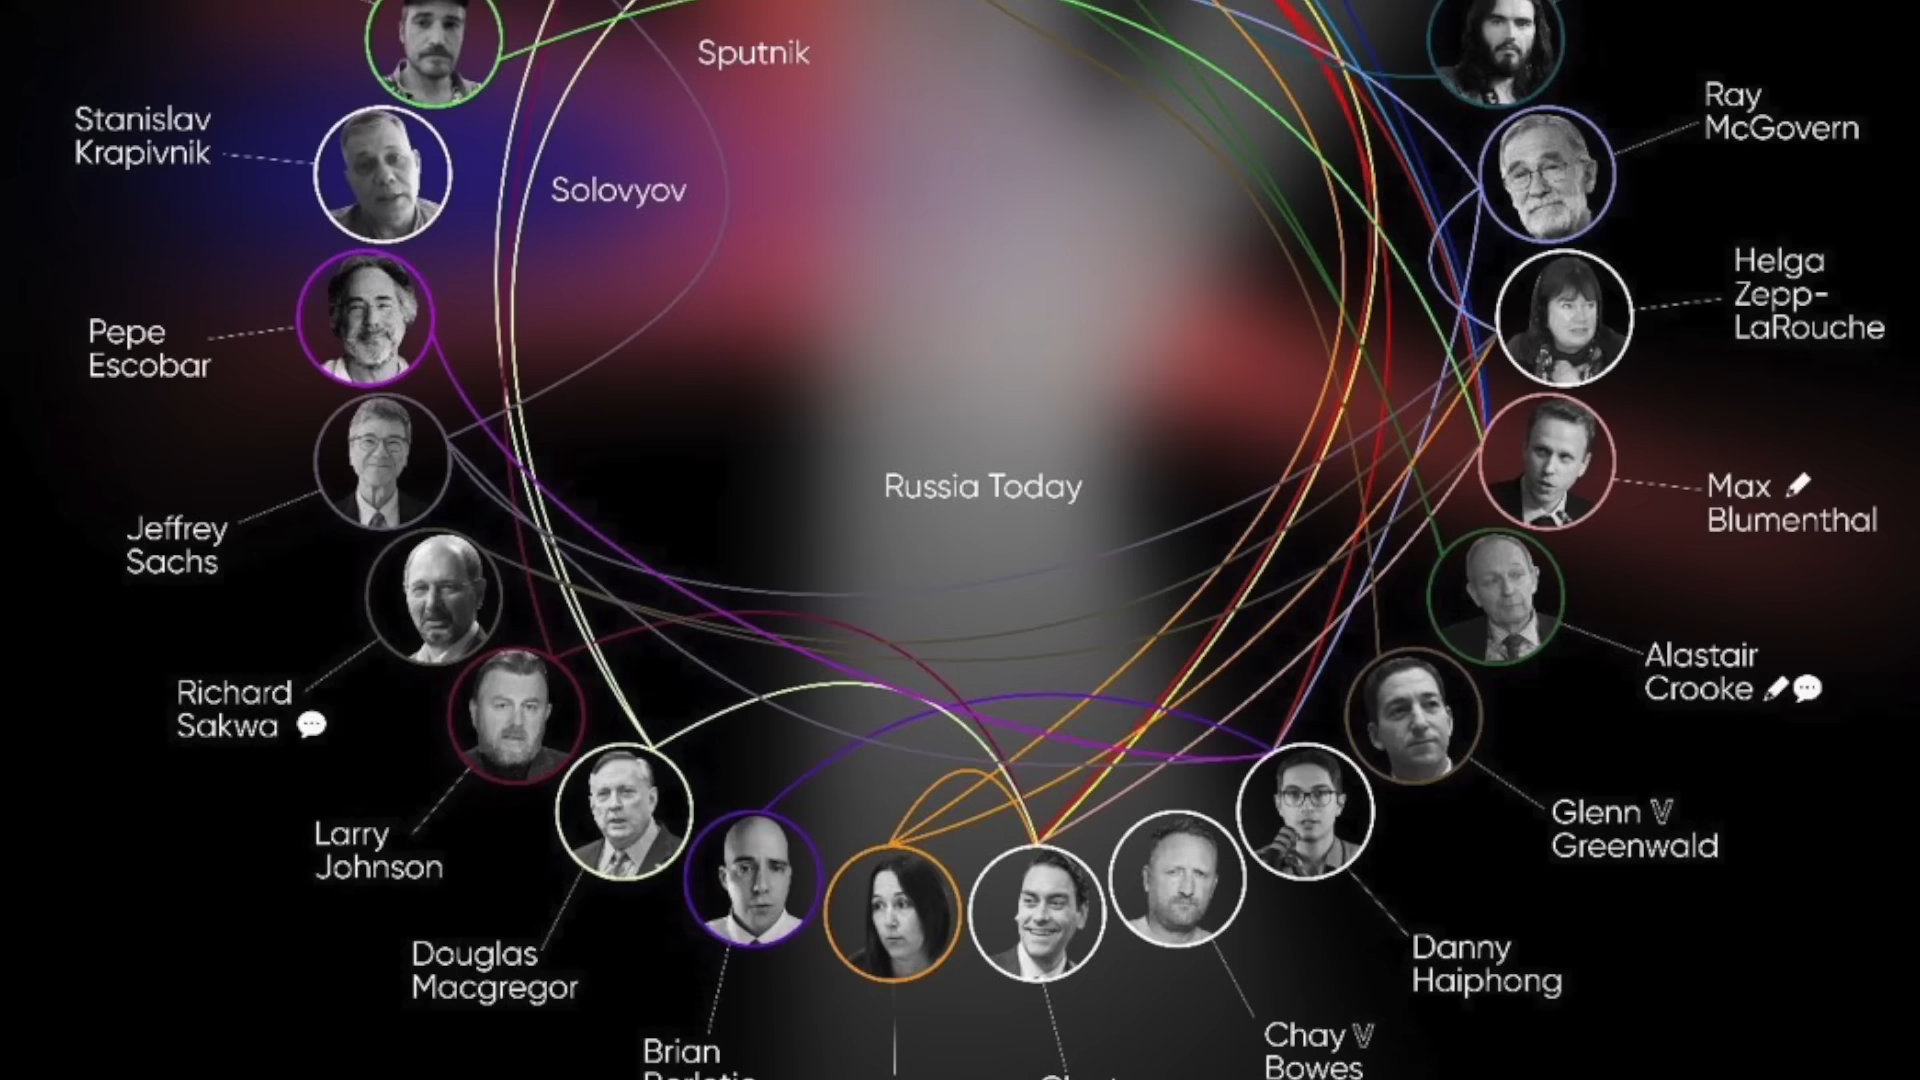 Sputnik
Stanislav
Krapivnik
Solovyov
Ray
McGovern
Helga
Zepp-
LaRouche
Pepe
Escobar
Russia Today
Max
Blumenthal
Jeffrey
Sachs
Alastair
Crooke
Richard
Sakwa
Glenn
Greenwald
Larry
Johnson
Danny
Haiphong
Douglas
Macgregor
Chay
Bowes
Brian